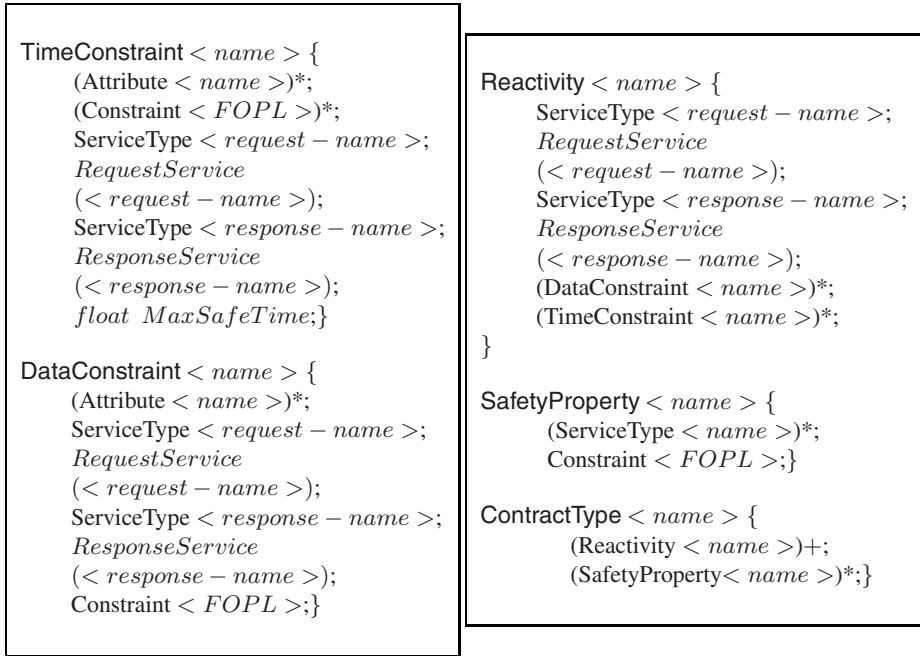 TimeConstraint < name > {
(Attribute < name >)*;
(Constraint < FOPL >)*;
ServiceType < request − name >;
RequestService
(< request − name >);
ServiceType < response − name >;
ResponseService
(< response − name >);
float MaxSafeTime;}
DataConstraint < name > {
(Attribute < name >)*;
ServiceType < request − name >;
RequestService
(< request − name >);
ServiceType < response − name >;
ResponseService
(< response − name >);
Constraint < FOPL >;}
Reactivity < name > {
ServiceType < request − name >;
RequestService
(< request − name >);
ServiceType < response − name >;
ResponseService
(< response − name >);
(DataConstraint < name >)*;
(TimeConstraint < name >)*;
}
SafetyProperty < name > {
(ServiceType < name >)*;
Constraint < FOPL >;}
ContractType < name > {
(Reactivity < name >)+;
(SafetyProperty< name >)*;}